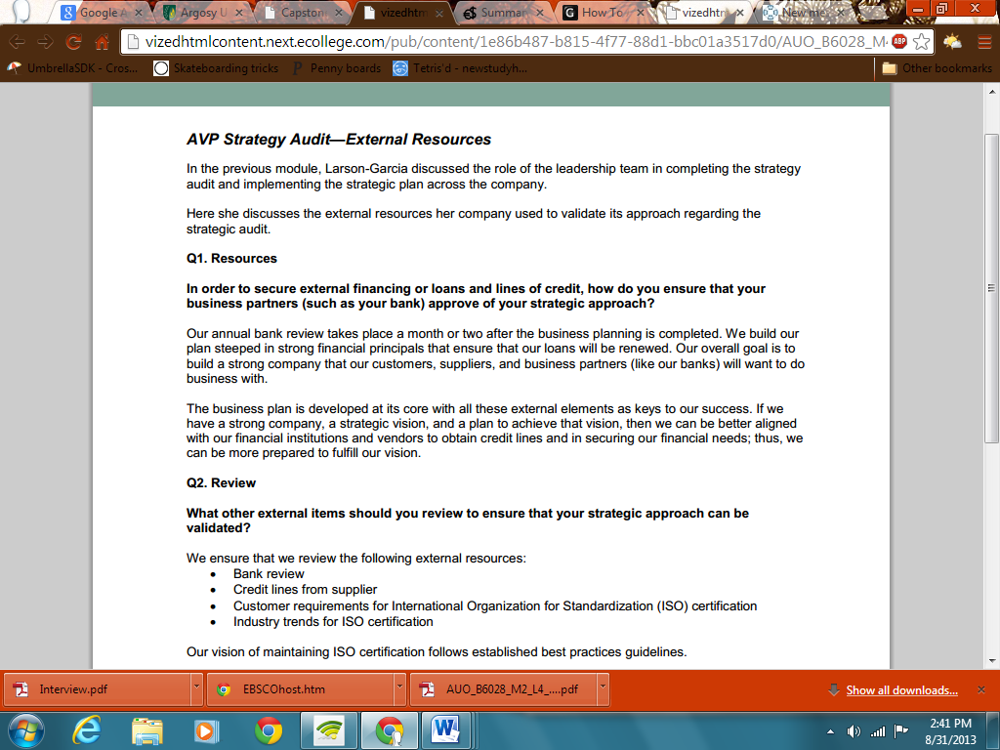 Google A
Argosy U
Capston
vizedhtm
Summar
How To
vizedhtm
New mes
vizedhtmlcontent.next.ecollege.com/pub/content/1e86b487-b815-4f77-88d1-bbc01a3517d0/AUO_B6028_M
ABP
UmbrellaSDK - Cros...
Skateboarding tricks
Penny boards
Tetris'd - newstudyh...
Other bookmarks
AVP Strategy Audit—External Resources
In the previous module, Larson-Garcia discussed the role of the leadership team in completing the strategy
audit and implementing the strategic plan across the company.
Here she discusses the external resources her company used to validate its approach regarding the
strategic audit.
Q1. Resources
In order to secure external financing or loans and lines of credit, how do you ensure that your
business partners (such as your bank) approve of your strategic approach?
Our annual bank review takes place a month or two after the business planning is completed. We build our
plan steeped in strong financial principals that ensure that our loans will be renewed. Our overall goal is to
build a strong company that our customers, suppliers, and business partners (like our banks) will want to do
business with.
The business plan is developed at its core with all these external elements as keys to our success. If we
have a strong company, a strategic vision, and a plan to achieve that vision, then we can be better aligned
with our financial institutions and vendors to obtain credit lines and in securing our financial needs; thus, we
can be more prepared to fulfill our vision.
Q2. Review
What other external items should you review to ensure that your strategic approach can be
validated?
We ensure that we review the following external resources:
• Bank review
• Credit lines from supplier
• Customer requirements for International Organization for Standardization (ISO) certification
• Industry trends for ISO certification
Our vision of maintaining ISO certification follows established best practices guidelines.
Interview.pdf
EBSCOhost.htm
AUO_B6028_M2_L4_....pdf
Show all downloads...
2:41 PM
8/31/2013